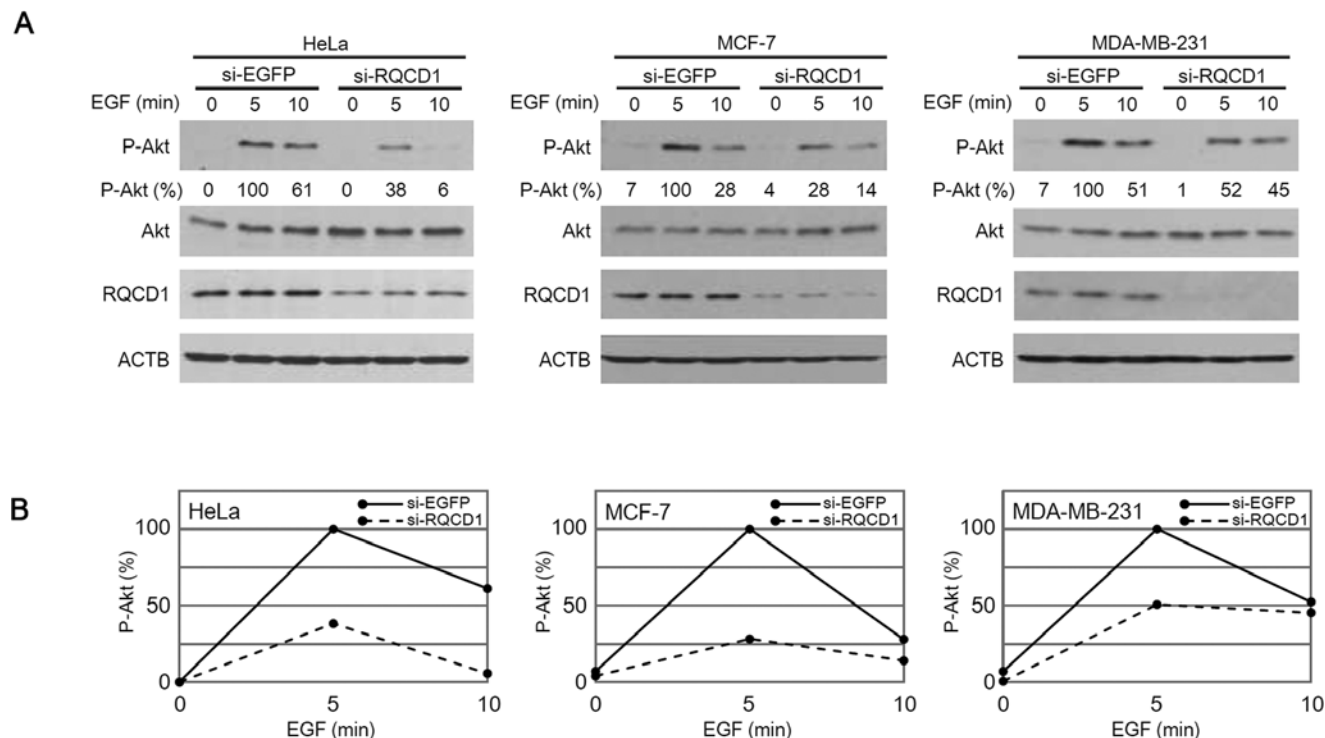 A
HeLa
si-EGFP si-RQCD1
EGF (min) 0 5 10 0 5 10
P-Akt
P-Akt (%) 0 100 61 0 38 6
Akt
RQCD1
ACTB
MCF-7
si-EGFP si-RQCD1
EGF (min) 0 5 10 0 5 10
P-Akt
P-Akt (%) 7 100 28 4 28 14
Akt
RQCD1
ACTB
MDA-MB-231
si-EGFP si-RQCD1
EGF (min) 0 5 10 0 5 10
P-Akt
P-Akt (%) 7 100 51 1 52 45
Akt
RQCD1
ACTB
B
HeLa
si-EGFP
si-RQCD1
P-Akt (%)
100
50
0
0 5 10
EGF (min)
MCF-7
si-EGFP
si-RQCD1
P-Akt (%)
100
50
0
0 5 10
EGF (min)
MDA-MB-231
si-EGFP
si-RQCD1
P-Akt (%)
100
50
0
0 5 10
EGF (min)